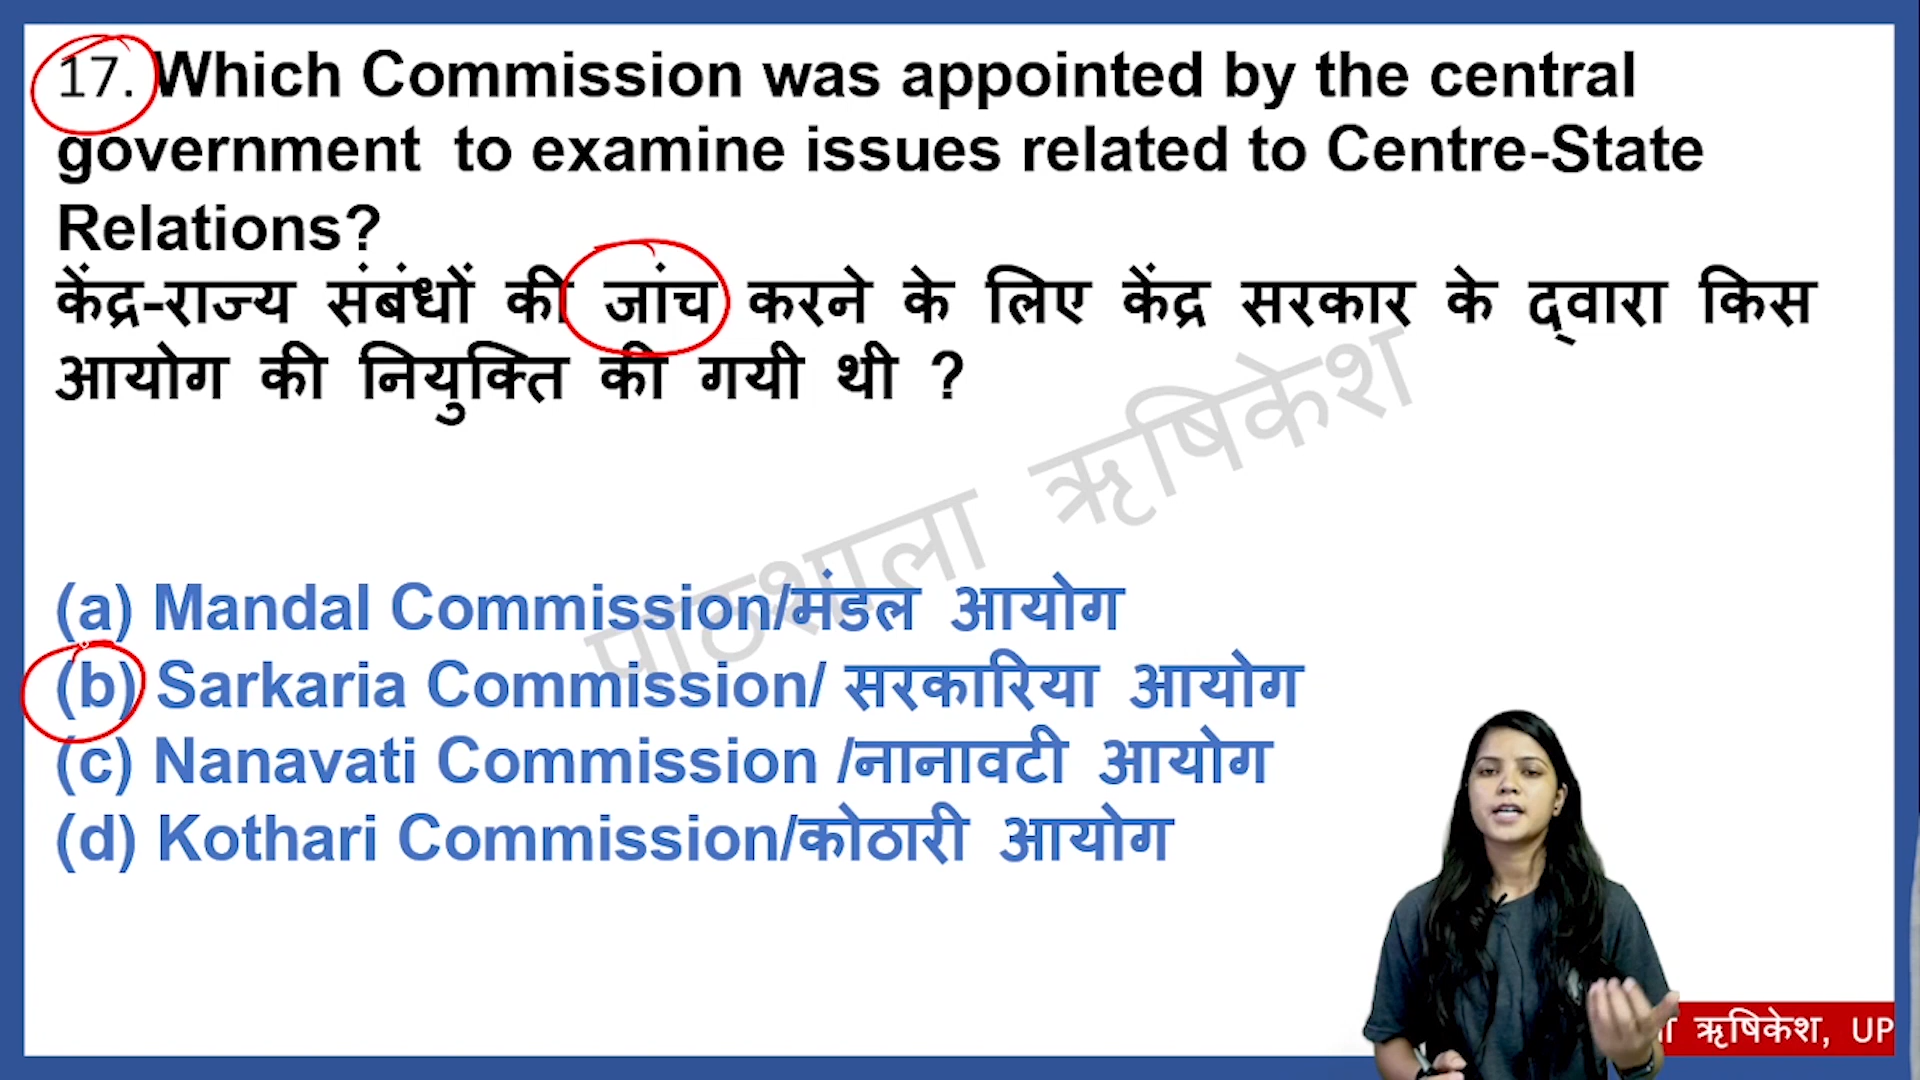 17. Which Commission was appointed by the central
government to examine issues related to Centre-State
Relations?
केंद्र-राज्य संबंधों की जांच करने के लिए केंद्र सरकार के द्वारा किस
आयोग की नियुक्ति की गयी थी ?
पाठशाला ऋषिकेश
(a) Mandal Commission/मंडल आयोग
(b) Sarkaria Commission/ सरकारिया आयोग
(c) Nanavati Commission /नानावटी आयोग
(d) Kothari Commission/कोठारी आयोग
ऋषिकेश, UP